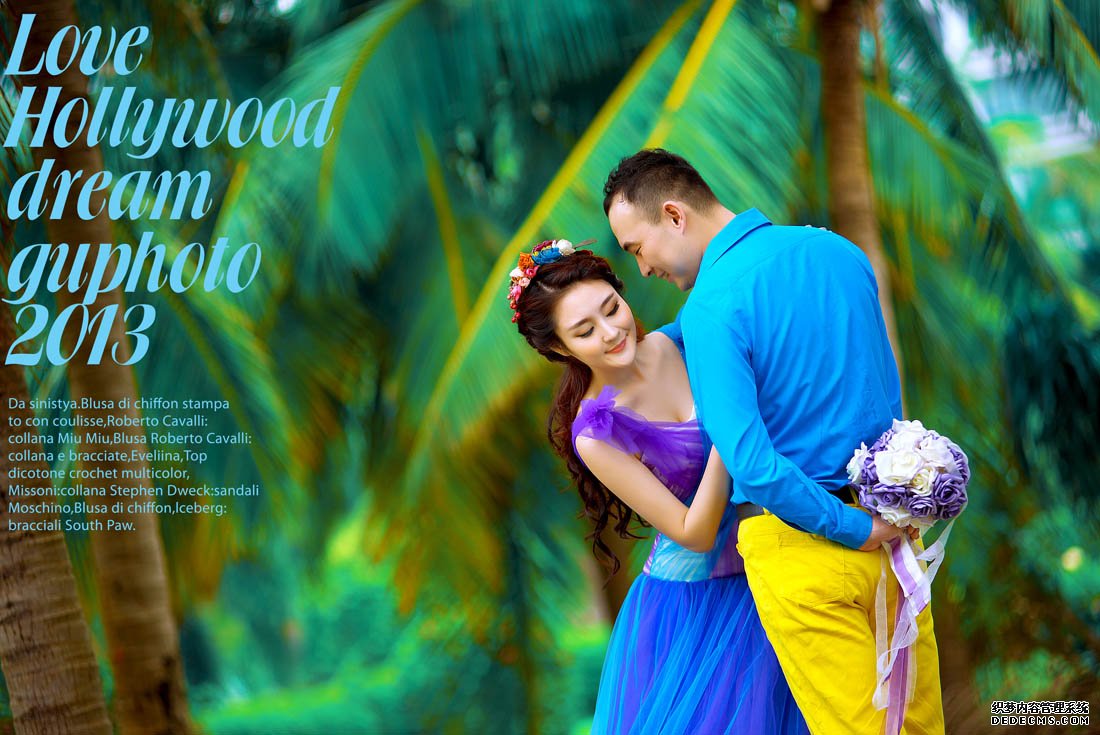 Love
Hollywood
dream
guphoto
2013
Da sinistya.Blusa di chiffon stampa
to con coulisse,Roberto Cavalli:
collana Miu Miu,Blusa Roberto Cavalli:
collana e bracciate,Eveliina,Top
dicotone crochet multicolor,
Missoni:collana Stephen Dweck:sandali
Moschino,Blusa di chiffon,Iceberg:
bracciali South Paw.
织梦内容管理系统
DEDECMS.COM